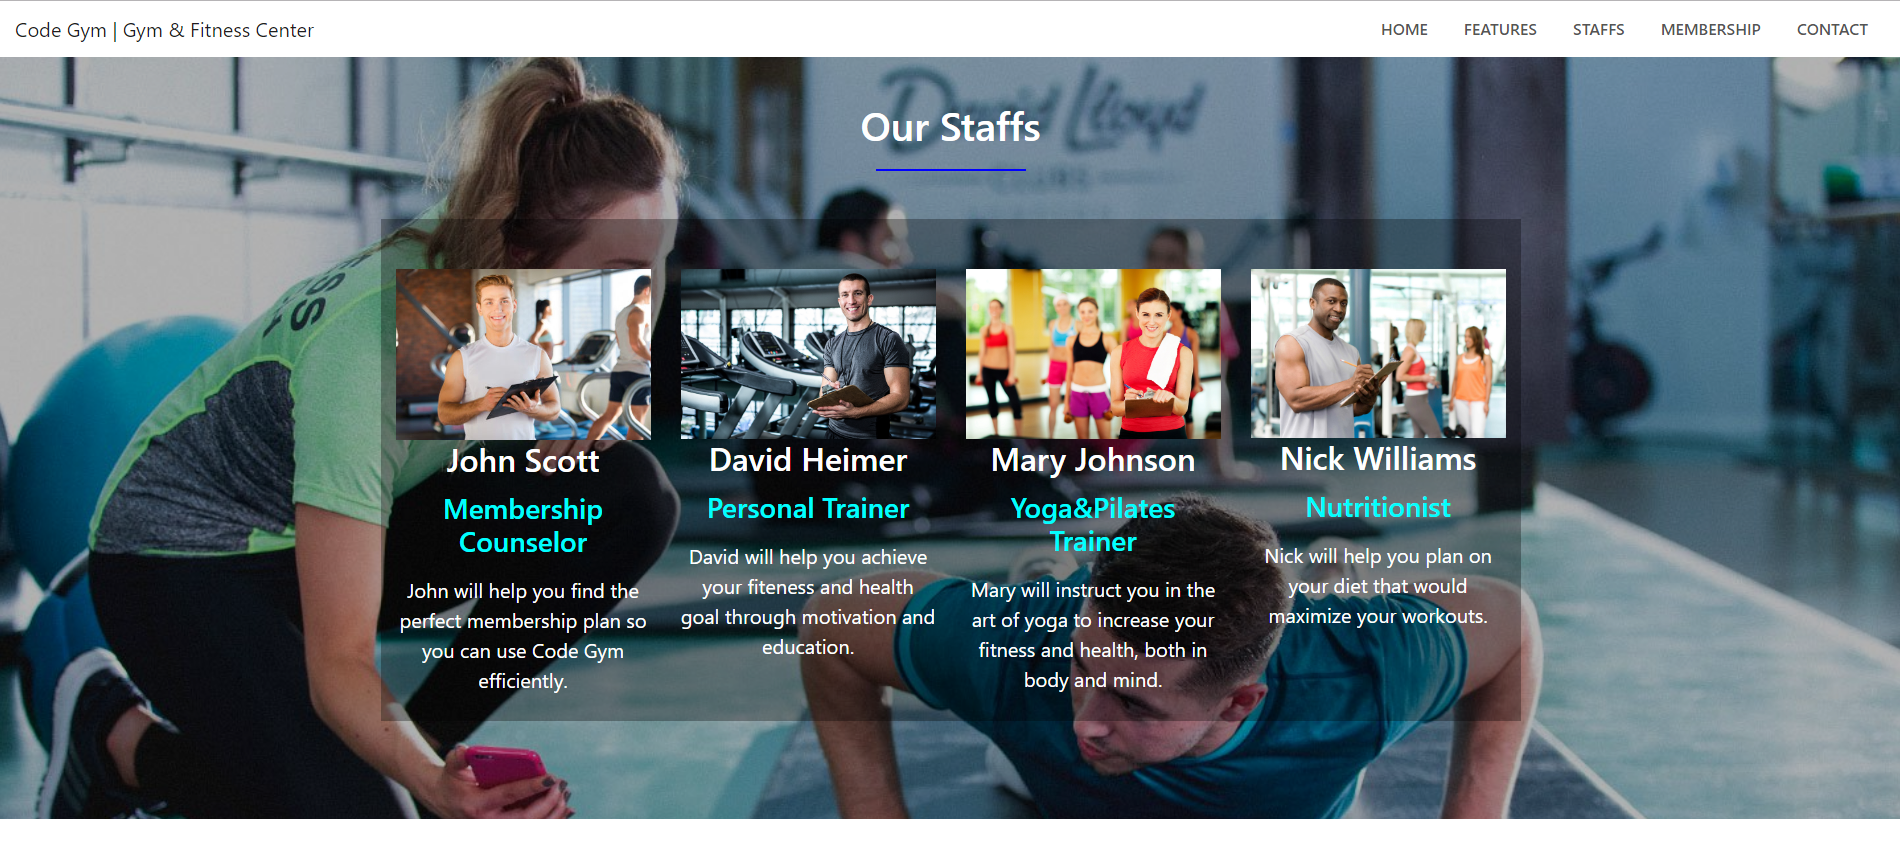 Code Gym | Gym & Fitness Center
HOME
FEATURES
STAFFS
MEMBERSHIP
CONTACT
David Lloyd
CLUBS
Our Staffs
John Scott
Membership
Counselor
John will help you find the
perfect membership plan so
you can use Code Gym
efficiently.
David Heimer
Personal Trainer
David will help you achieve
your fiteness and health
goal through motivation and
education.
Mary Johnson
Yoga&Pilates
Trainer
Mary will instruct you in the
art of yoga to increase your
fitness and health, both in
body and mind.
Nick Williams
Nutritionist
Nick will help you plan on
your diet that would
maximize your workouts.